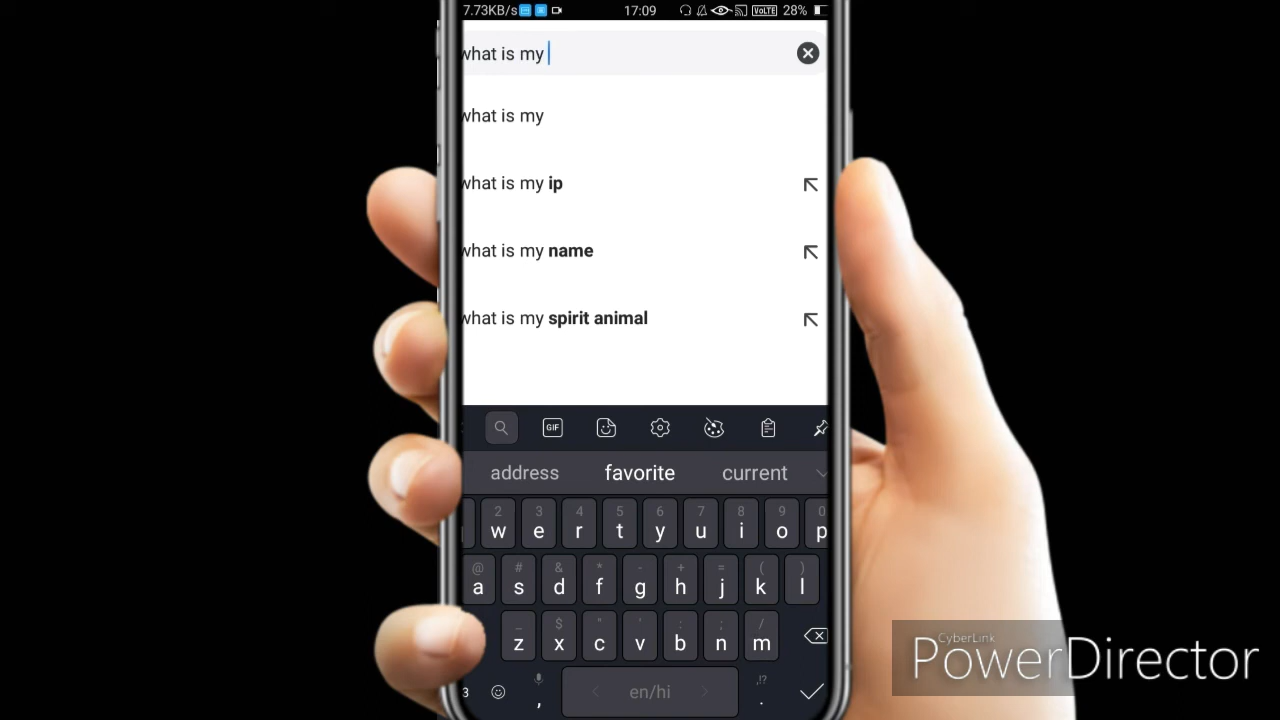 7.73KB/s 17:09 VoLTE 28%
what is my
what is my
what is my ip
what is my name
what is my spirit animal
GIF
address favorite current
2 3 4 5 6 7 8 9 0
w e r t y u i o p
@ # & * - + = ( )
a s d f g h j k l
_ $ " ' : ; /
z x c v b n m
3 , < en/hi > ,!? .
CyberLink
PowerDirector